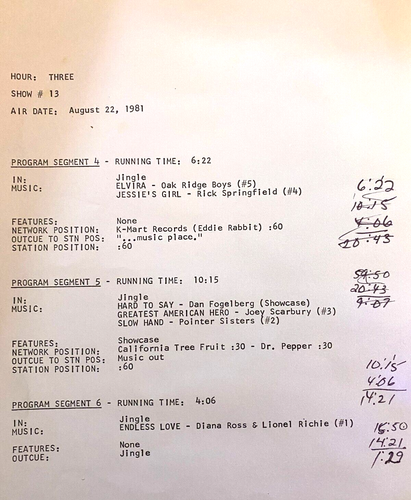 HOUR: THREE
SHOW # 13
AIR DATE: August 22, 1981
PROGRAM SEGMENT 4 - RUNNING TIME: 6:22
IN: Jingle
MUSIC: ELVIRA - Oak Ridge Boys (#5)
JESSIE'S GIRL - Rick Springfield (#4)
6:22
10:15
4:06
20:43
FEATURES: None
NETWORK POSITION: K-Mart Records (Eddie Rabbit) :60
OUTCUE TO STN POS: "...music place."
STATION POSITION: :60
PROGRAM SEGMENT 5 - RUNNING TIME: 10:15
:50
20:43
9:07
IN: Jingle
MUSIC: HARD TO SAY - Dan Fogelberg (Showcase)
GREATEST AMERICAN HERO - Joey Scarbury (#3)
SLOW HAND - Pointer Sisters (#2)
FEATURES: Showcase
NETWORK POSITION: California Tree Fruit :30 - Dr. Pepper :30
OUTCUE TO STN POS: Music out
STATION POSITION: :60
10:15
4:06
14:21
PROGRAM SEGMENT 6 - RUNNING TIME: 4:06
IN: Jingle
MUSIC: ENDLESS LOVE - Diana Ross & Lionel Richie (#1)
FEATURES: None
OUTCUE: Jingle
15:50
14:21
1:29